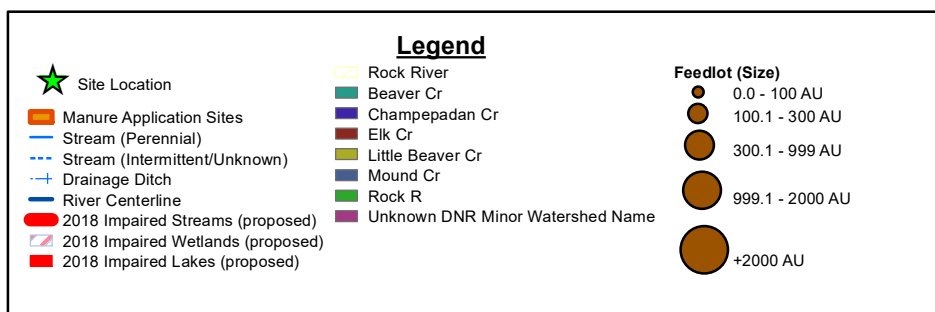 Legend
Site Location
Manure Application Sites
Stream (Perennial)
Stream (Intermittent/Unknown)
Drainage Ditch
River Centerline
2018 Impaired Streams (proposed)
2018 Impaired Wetlands (proposed)
2018 Impaired Lakes (proposed)
Rock River
Beaver Cr
Champepadan Cr
Elk Cr
Little Beaver Cr
Mound Cr
Rock R
Unknown DNR Minor Watershed Name
Feedlot (Size)
0.0 - 100 AU
100.1 - 300 AU
300.1 - 999 AU
999.1 - 2000 AU
+2000 AU